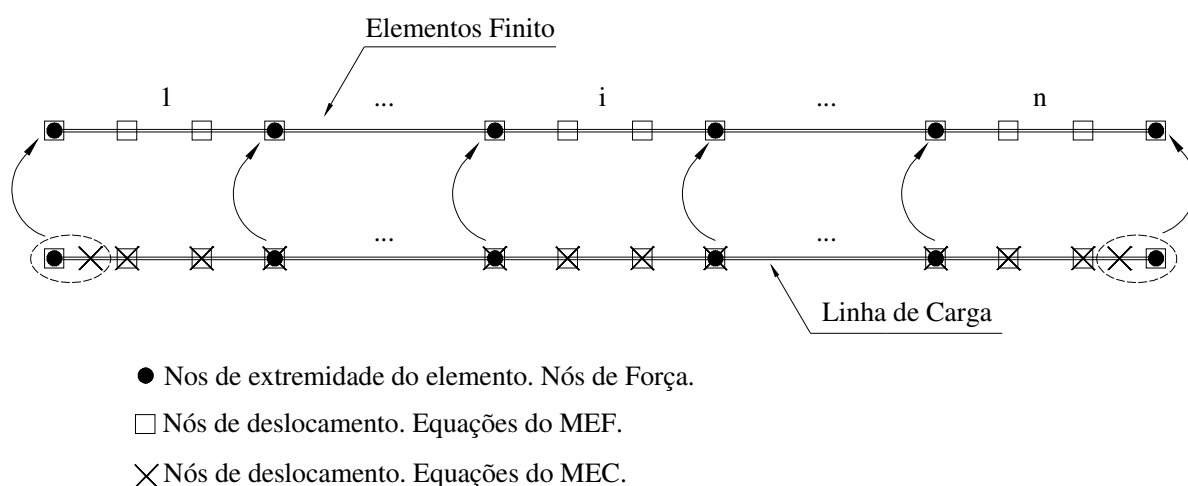 Elementos Finito
1 ... i ... n
... ...
Linha de Carga
Nos de extremidade do elemento. Nós de Força.
Nós de deslocamento. Equações do MEF.
Nós de deslocamento. Equações do MEC.